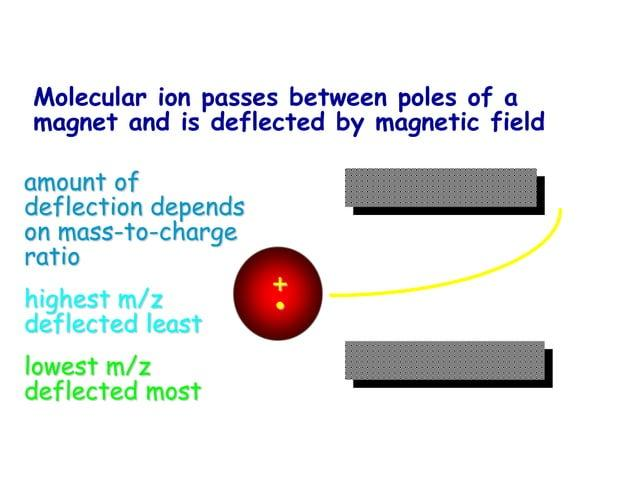 Molecular ion passes between poles of a
magnet and is deflected by magnetic field
amount of
deflection depends
on mass-to-charge
ratio
highest m/z
deflected least
lowest m/z
deflected most
+
•